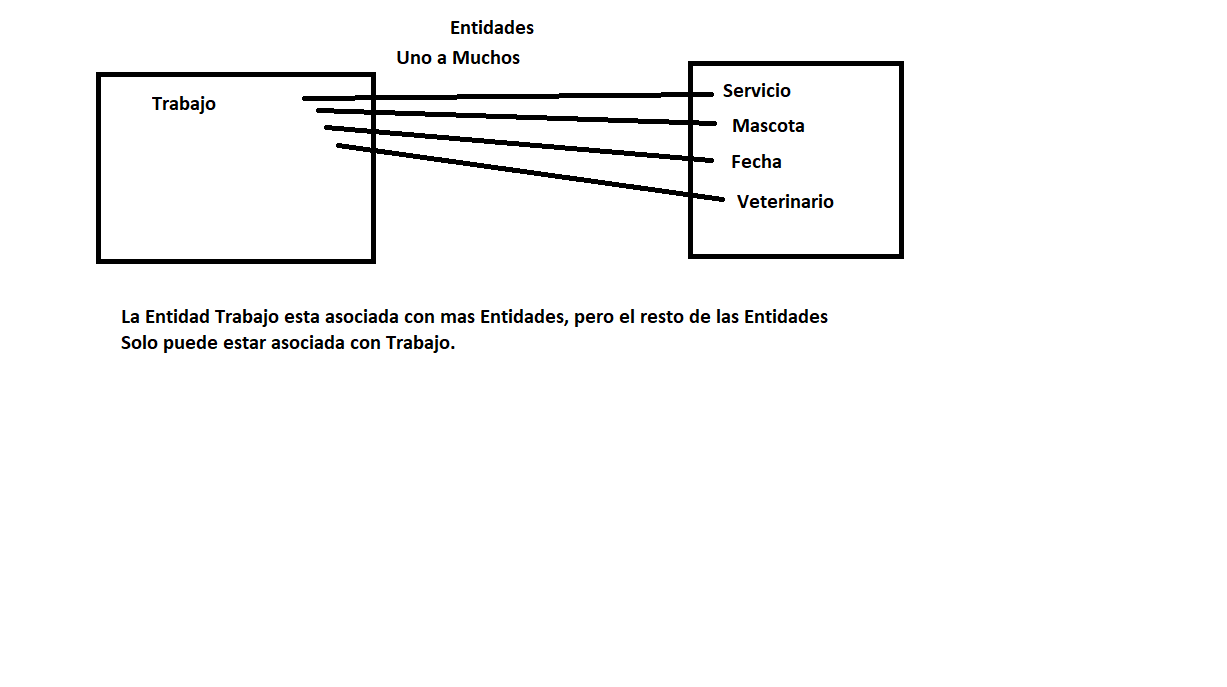 Entidades
Uno a Muchos
Trabajo
Servicio
Mascota
Fecha
Veterinario
La Entidad Trabajo esta asociada con mas Entidades, pero el resto de las Entidades
Solo puede estar asociada con Trabajo.